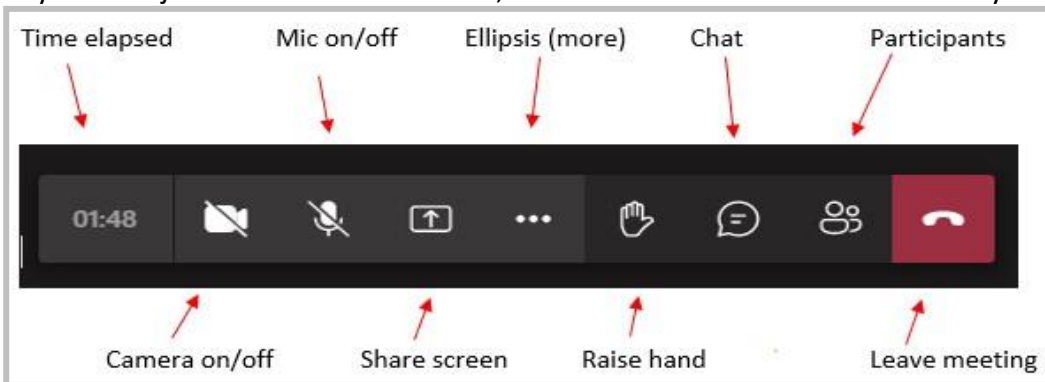 Time elapsed Mic on/off Ellipsis (more) Chat Participants
01:48
Camera on/off Share screen Raise hand Leave meeting